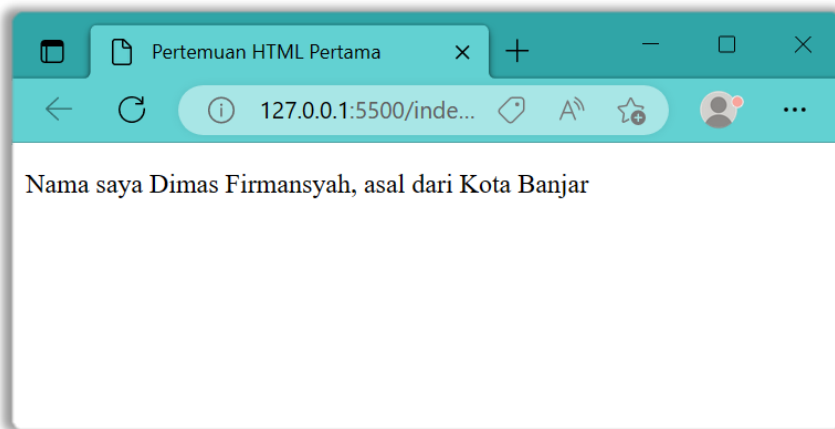 Pertemuan HTML Pertama
127.0.0.1:5500/inde...
Nama saya Dimas Firmansyah, asal dari Kota Banjar